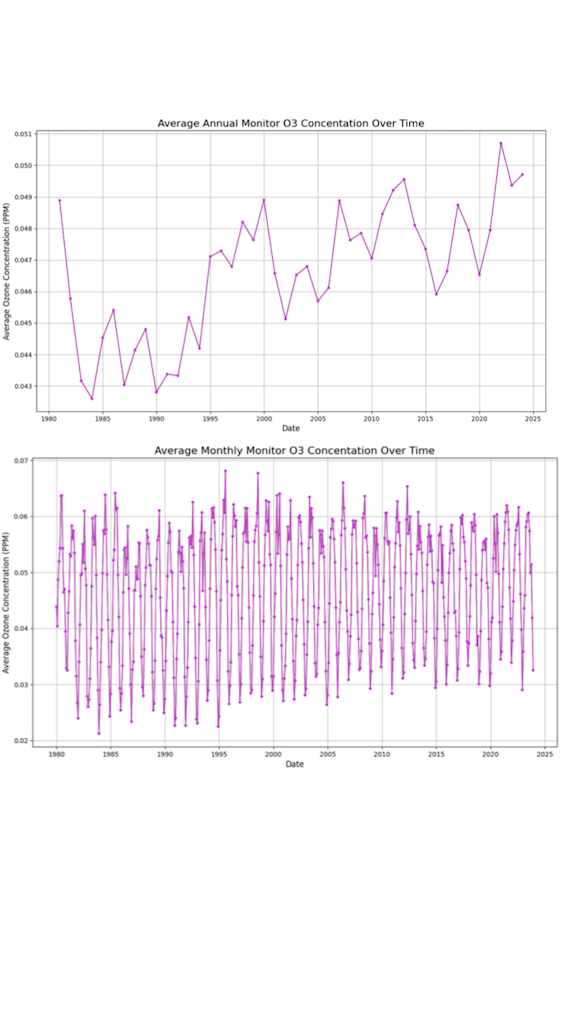 Average Annual Monitor O3 Concentation Over Time
0.051
0.050
0.049
0.048
0.047
0.046
0.045
0.044
0.043
Average Ozone Concentration (PPM)
1980 1985 1990 1995 2000 2005 2010 2015 2020 2025
Date
Average Monthly Monitor O3 Concentation Over Time
0.07
0.06
0.05
0.04
0.03
0.02
Average Ozone Concentration (PPM)
1980 1985 1990 1995 2000 2005 2010 2015 2020 2025
Date